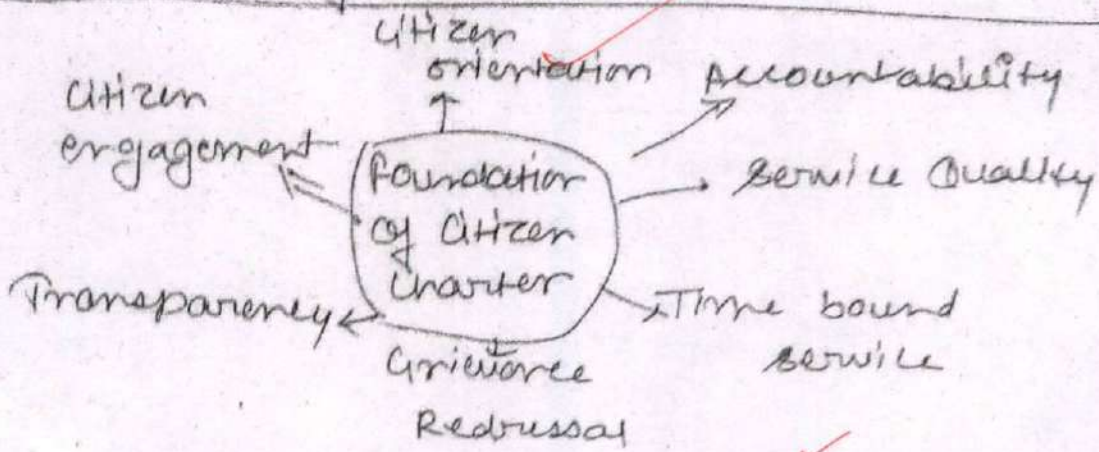 Citizen
orientation
Accountability
Citizen
engagement
Foundation
of Citizen
Charter
Service Quality
Transparency
Time bound
service
Grievance
Redressal